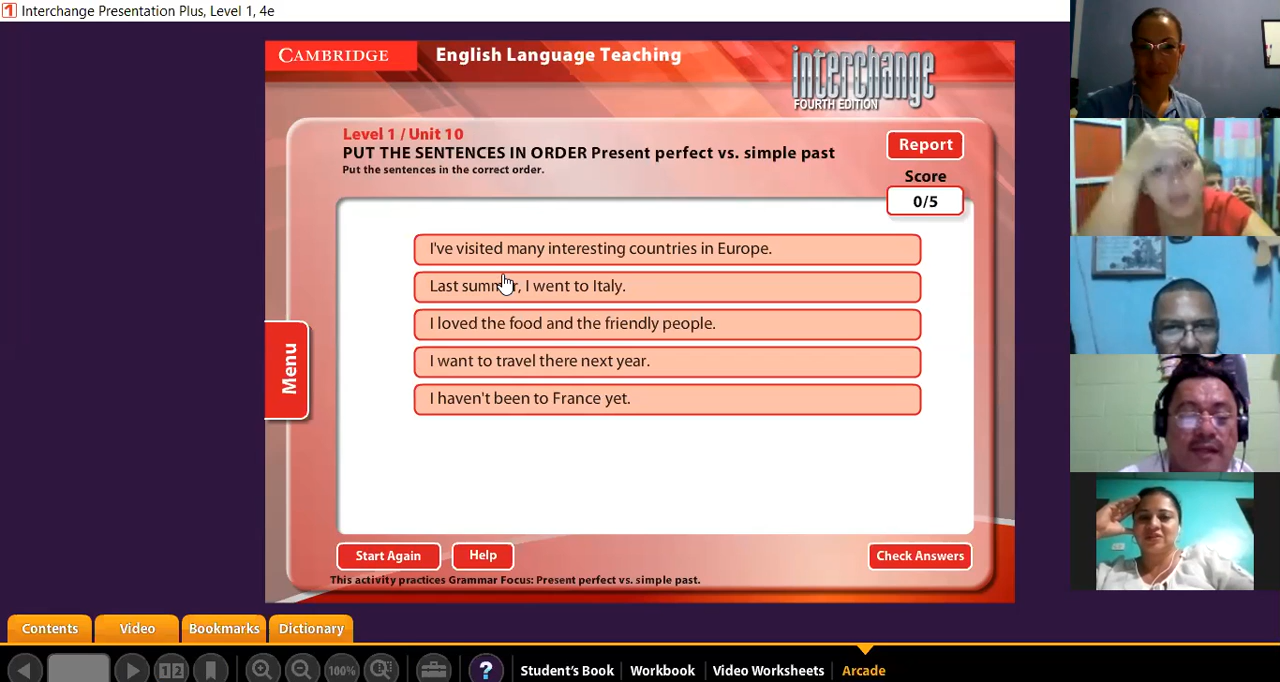 Interchange Presentation Plus, Level 1, 4e
CAMBRIDGE
English Language Teaching
interchange
FOURTH EDITION
Level 1 / Unit 10
PUT THE SENTENCES IN ORDER Present perfect vs. simple past
Put the sentences in the correct order.
Report
Score
0/5
I've visited many interesting countries in Europe.
Last summer, I went to Italy.
I loved the food and the friendly people.
I want to travel there next year.
I haven't been to France yet.
Menu
Start Again
Help
Check Answers
This activity practices Grammar Focus: Present perfect vs. simple past.
Contents
Video
Bookmarks
Dictionary
12
100%
?
Student's Book
Workbook
Video Worksheets
Arcade